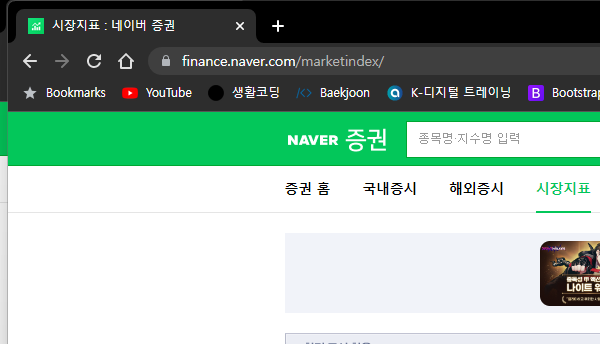 시장지표 : 네이버 증권
finance.naver.com/marketindex/
Bookmarks YouTube 생활코딩 </> Baekjoon K-디지털 트레이닝 B Bootstrap
NAVER 증권 종목명·지수명 입력
증권 홈 국내증시 해외증시 시장지표
나이트 워